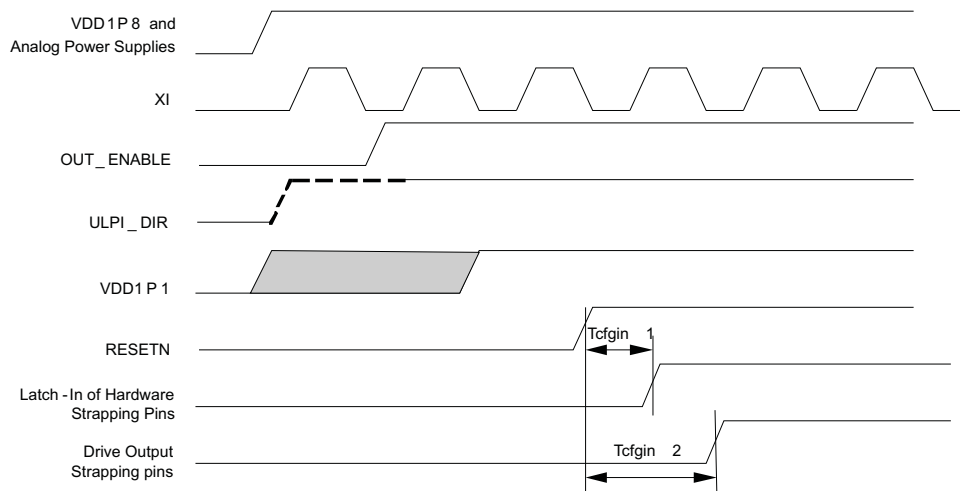 VDD1P8 and
Analog Power Supplies
XI
OUT_ENABLE
ULPI_DIR
VDD1P1
RESETN
Tcfgin 1
Latch-In of Hardware
Strapping Pins
Drive Output
Strapping pins
Tcfgin 2